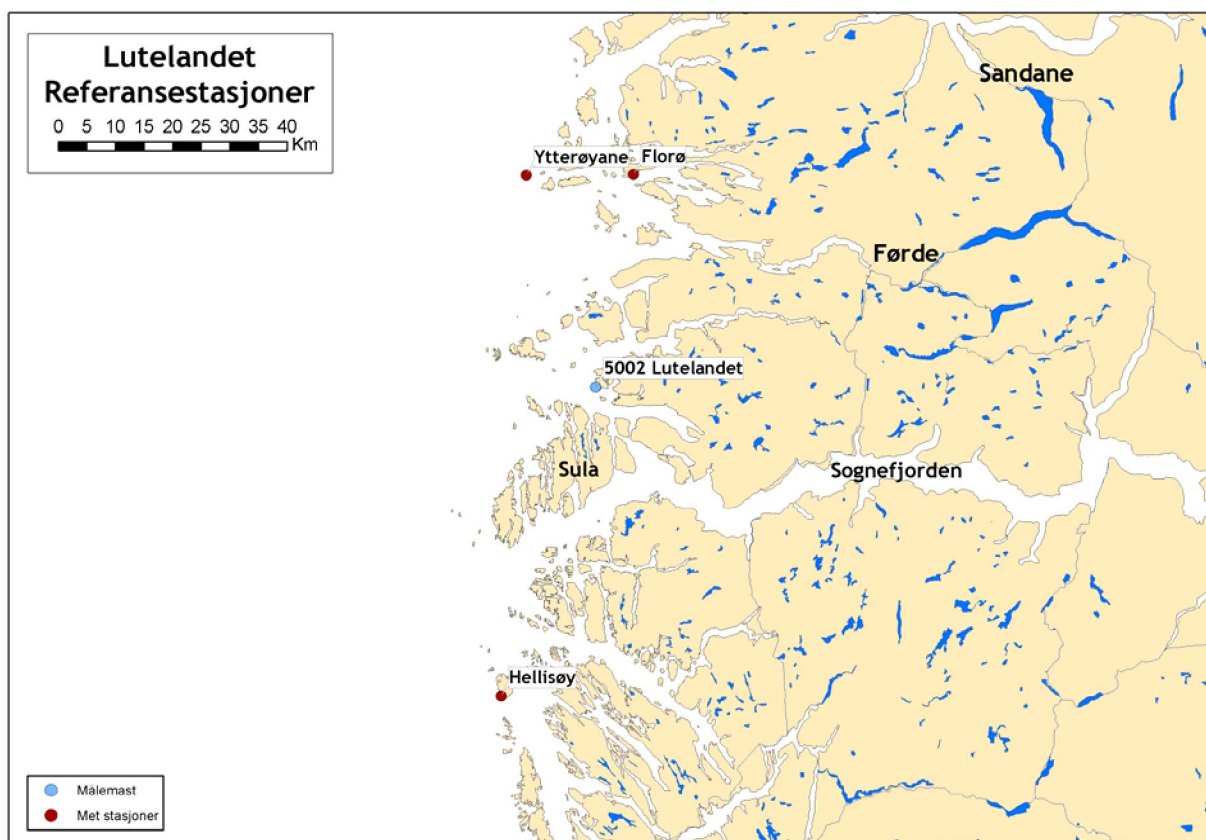 Lutelandet
Referansestasjoner
0 5 10 15 20 25 30 35 40
Km
Sandane
Ytterøyane
Florø
Førde
5002 Lutelandet
Sula
Sognefjorden
Hellisøy
Målemast
Met stasjoner